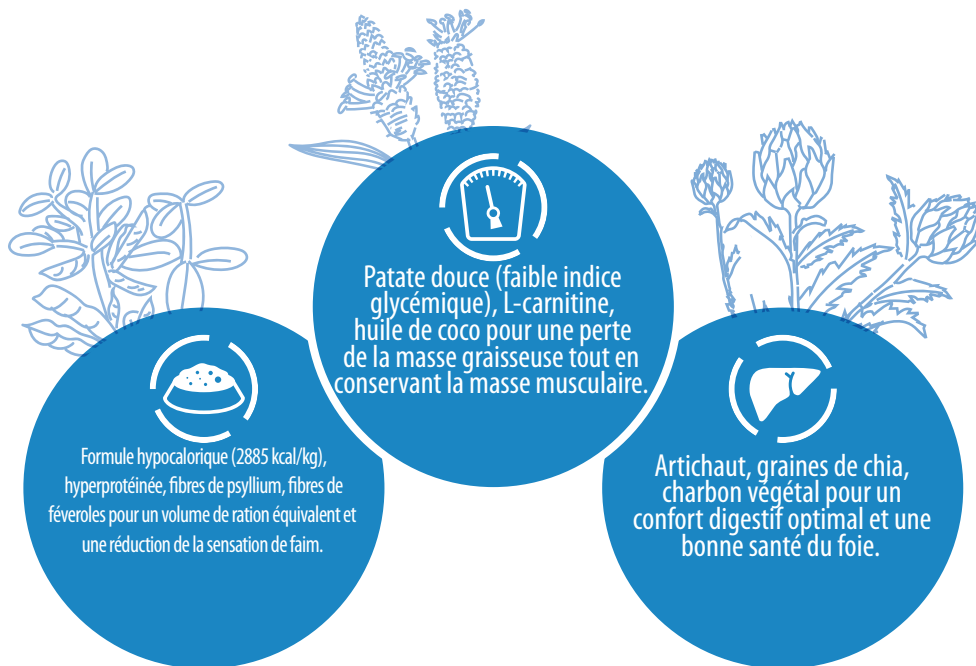 Patate douce (faible indice
glycémique), L-carnitine,
huile de coco pour une perte
de la masse graisseuse tout en
conservant la masse musculaire.
Formule hypocalorique (2885 kcal/kg),
hyperprotéinée, fibres de psyllium, fibres de
féveroles pour un volume de ration équivalent et
une réduction de la sensation de faim.
Artichaut, graines de chia,
charbon végétal pour un
confort digestif optimal et une
bonne santé du foie.